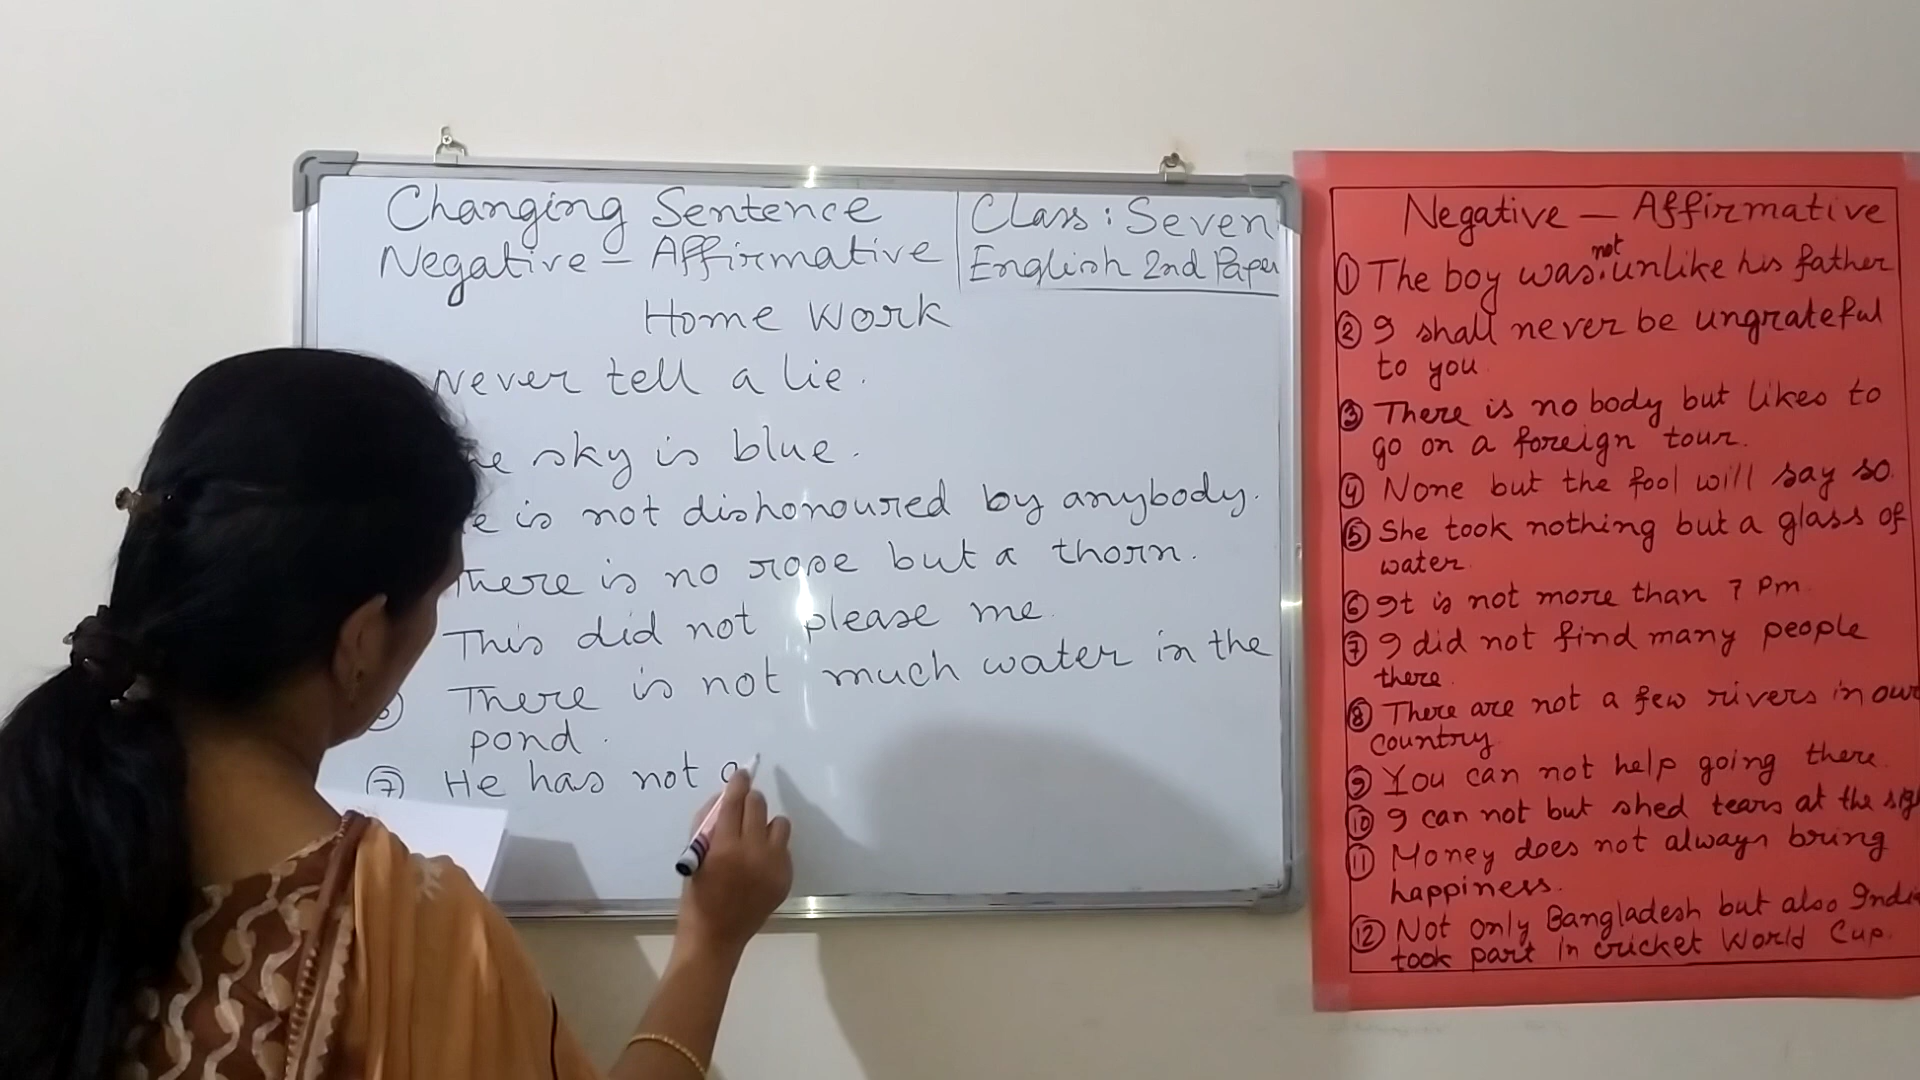 Changing Sentence
Negative – Affirmative
Class: Seven
English 2nd Paper
Home Work
Never tell a lie.
sky is blue.
is not dishonoured by anybody.
There is no rose but a thorn.
This did not please me.
There is not much water in the
pond.
⑦ He has not a
Negative – Affirmative
① The boy was not unlike his father
② I shall never be ungrateful
to you
③ There is nobody but likes to
go on a foreign tour.
④ None but the fool will say so.
⑤ She took nothing but a glass of
water.
⑥ It is not more than 7 Pm.
⑦ I did not find many people
there.
⑧ There are not a few rivers in our
country.
⑨ You can not help going there.
⑩ I can not but shed tears at the
⑪ Money does not always bring
happiness.
⑫ Not only Bangladesh but also
took part in cricket World Cup.